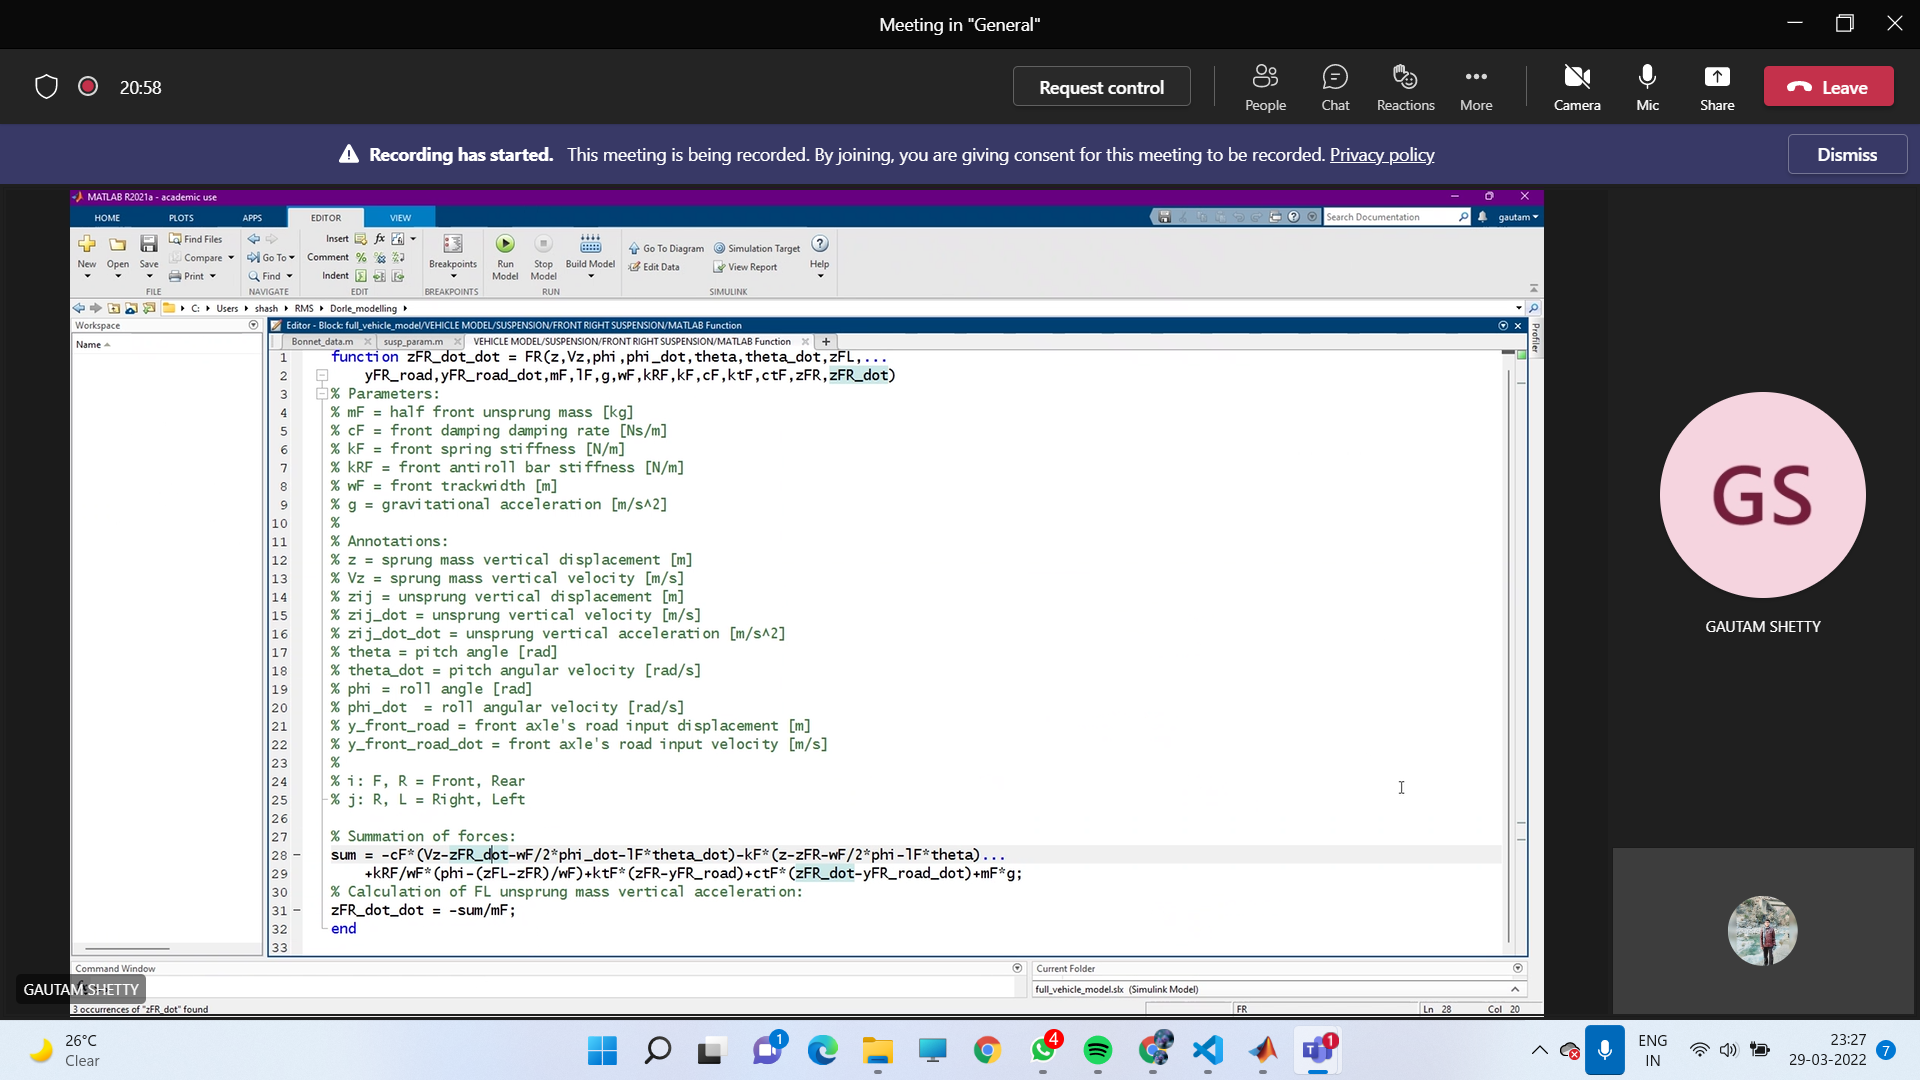 Meeting in "General"
20:58
Request control
People
Chat
Reactions
More
Camera
Mic
Share
Leave
Recording has started. This meeting is being recorded. By joining, you are giving consent for this meeting to be recorded. Privacy policy
Dismiss
MATLAB R2021a - academic use
HOME PLOTS APPS EDITOR VIEW
Search Documentation
gautam
New
Open
Save
Find Files
Compare
Print
FILE
Go To
Find
NAVIGATE
Insert
Comment
Indent
EDIT
Breakpoints
BREAKPOINTS
Run Model
Stop Model
Build Model
RUN
Go To Diagram
Edit Data
Simulation Target
View Report
Help
SIMULINK
C: Users shash RMS Dorle_modelling
Workspace
Name
Editor - Block: full_vehicle_model/VEHICLE MODEL/SUSPENSION/FRONT RIGHT SUSPENSION/MATLAB Function
Bonnet_data.m susp_param.m VEHICLE MODEL/SUSPENSION/FRONT RIGHT SUSPENSION/MATLAB Function
Profiler
1 function zFR_dot_dot = FR(z,Vz,phi,phi_dot,theta,theta_dot,zFL,...
2 yFR_road,yFR_road_dot,mF,lF,g,wF,kRF,kF,cF,ktF,ctF,zFR,zFR_dot)
3 % Parameters:
4 % mF = half front unsprung mass [kg]
5 % cF = front damping damping rate [Ns/m]
6 % kF = front spring stiffness [N/m]
7 % kRF = front antiroll bar stiffness [N/m]
8 % wF = front trackwidth [m]
9 % g = gravitational acceleration [m/s^2]
10 %
11 % Annotations:
12 % z = sprung mass vertical displacement [m]
13 % Vz = sprung mass vertical velocity [m/s]
14 % zij = unsprung vertical displacement [m]
15 % zij_dot = unsprung vertical velocity [m/s]
16 % zij_dot_dot = unsprung vertical acceleration [m/s^2]
17 % theta = pitch angle [rad]
18 % theta_dot = pitch angular velocity [rad/s]
19 % phi = roll angle [rad]
20 % phi_dot  = roll angular velocity [rad/s]
21 % y_front_road = front axle's road input displacement [m]
22 % y_front_road_dot = front axle's road input velocity [m/s]
23 %
24 % i: F, R = Front, Rear
25 % j: R, L = Right, Left
26
27 % Summation of forces:
28 sum = -cF*(Vz-zFR_dot-wF/2*phi_dot-lF*theta_dot)-kF*(z-zFR-wF/2*phi-lF*theta)...
29 +kRF/wF*(phi-(zFL-zFR)/wF)+ktF*(zFR-yFR_road)+ctF*(zFR_dot-yFR_road_dot)+mF*g;
30 % Calculation of FL unsprung mass vertical acceleration:
31 zFR_dot_dot = -sum/mF;
32 end
33
Command Window
Current Folder
full_vehicle_model.slx (Simulink Model)
3 occurrences of "zFR_dot" found
FR
Ln 28 Col 20
GAUTAM SHETTY
GS
GAUTAM SHETTY
26°C
Clear
1
4
1
ENG
IN
23:27
29-03-2022
7